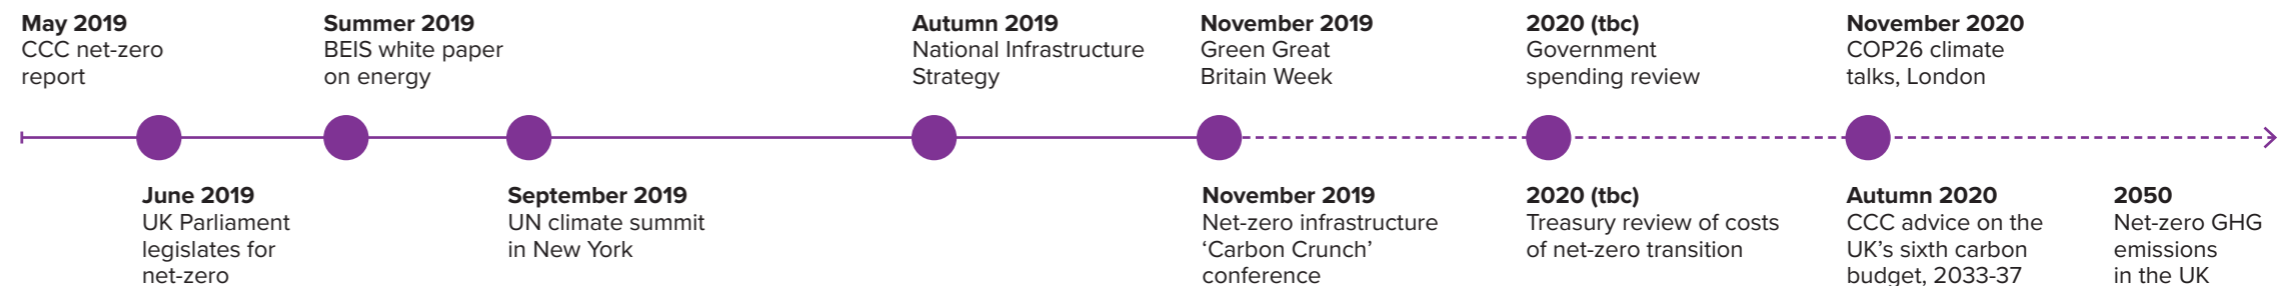 May 2019
CCC net-zero
report
Summer 2019
BEIS white paper
on energy
Autumn 2019
National Infrastructure
Strategy
November 2019
Green Great
Britain Week
2020 (tbc)
Government
spending review
November 2020
COP26 climate
talks, London
June 2019
UK Parliament
legislates for
net-zero
September 2019
UN climate summit
in New York
November 2019
Net-zero infrastructure
‘Carbon Crunch’
conference
2020 (tbc)
Treasury review of costs
of net-zero transition
Autumn 2020
CCC advice on the
UK’s sixth carbon
budget, 2033-37
2050
Net-zero GHG
emissions
in the UK